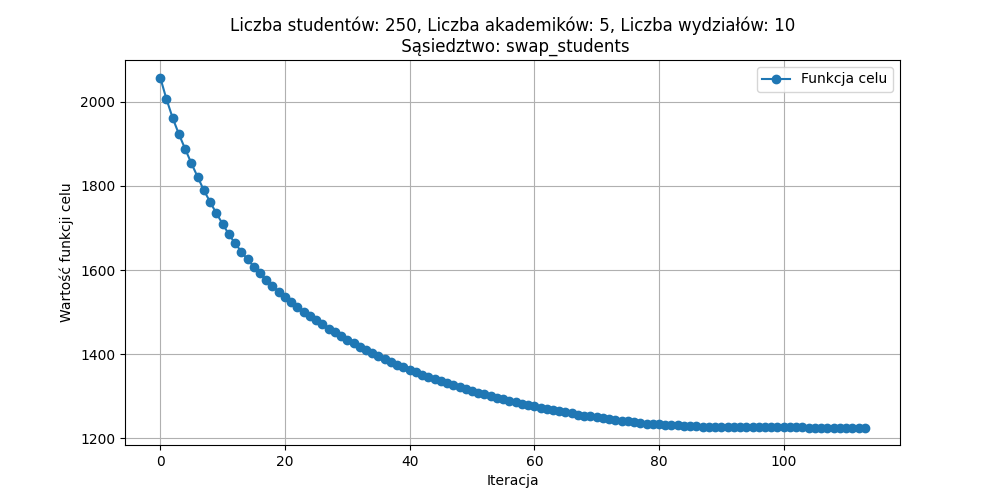 Liczba studentów: 250, Liczba akademików: 5, Liczba wydziałów: 10
Sąsiedztwo: swap_students
Funkcja celu
Wartość funkcji celu
2000
1800
1600
1400
1200
0 20 40 60 80 100
Iteracja